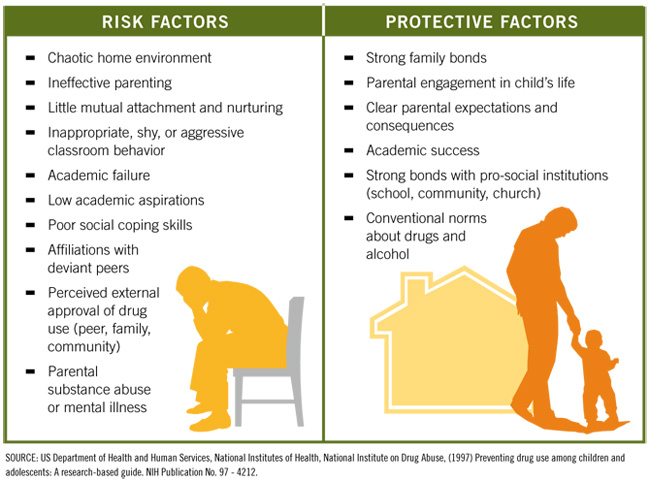 RISK FACTORS
Chaotic home environment
Ineffective parenting
Little mutual attachment and nurturing
Inappropriate, shy, or aggressive
classroom behavior
Academic failure
Low academic aspirations
Poor social coping skills
Affiliations with
deviant peers
Perceived external
approval of drug
use (peer, family,
community)
Parental
substance abuse
or mental illness
PROTECTIVE FACTORS
Strong family bonds
Parental engagement in child's life
Clear parental expectations and
consequences
Academic success
Strong bonds with pro-social institutions
(school, community, church)
Conventional norms
about drugs and
alcohol
SOURCE: US Department of Health and Human Services, National Institutes of Health, National Institute on Drug Abuse, (1997) Preventing drug use among children and
adolescents: A research-based guide. NIH Publication No. 97 - 4212.